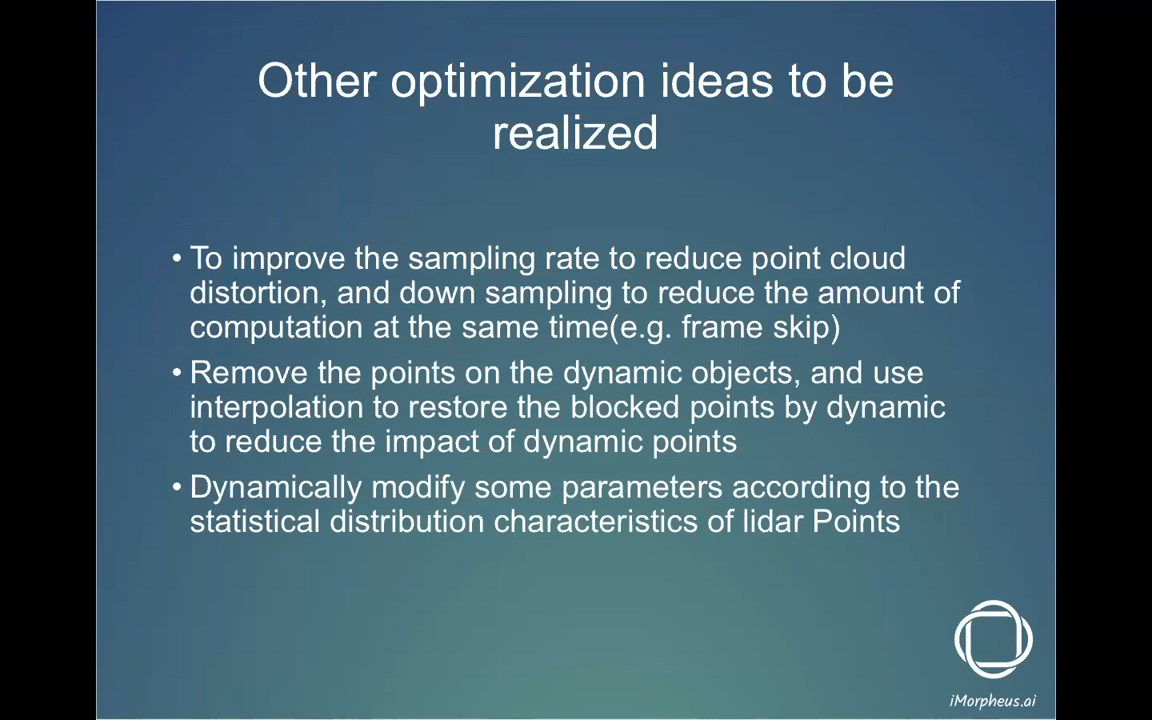 Other optimization ideas to be
realized
• To improve the sampling rate to reduce point cloud
distortion, and down sampling to reduce the amount of
computation at the same time(e.g. frame skip)
• Remove the points on the dynamic objects, and use
interpolation to restore the blocked points by dynamic
to reduce the impact of dynamic points
• Dynamically modify some parameters according to the
statistical distribution characteristics of lidar Points
iMorpheus.ai